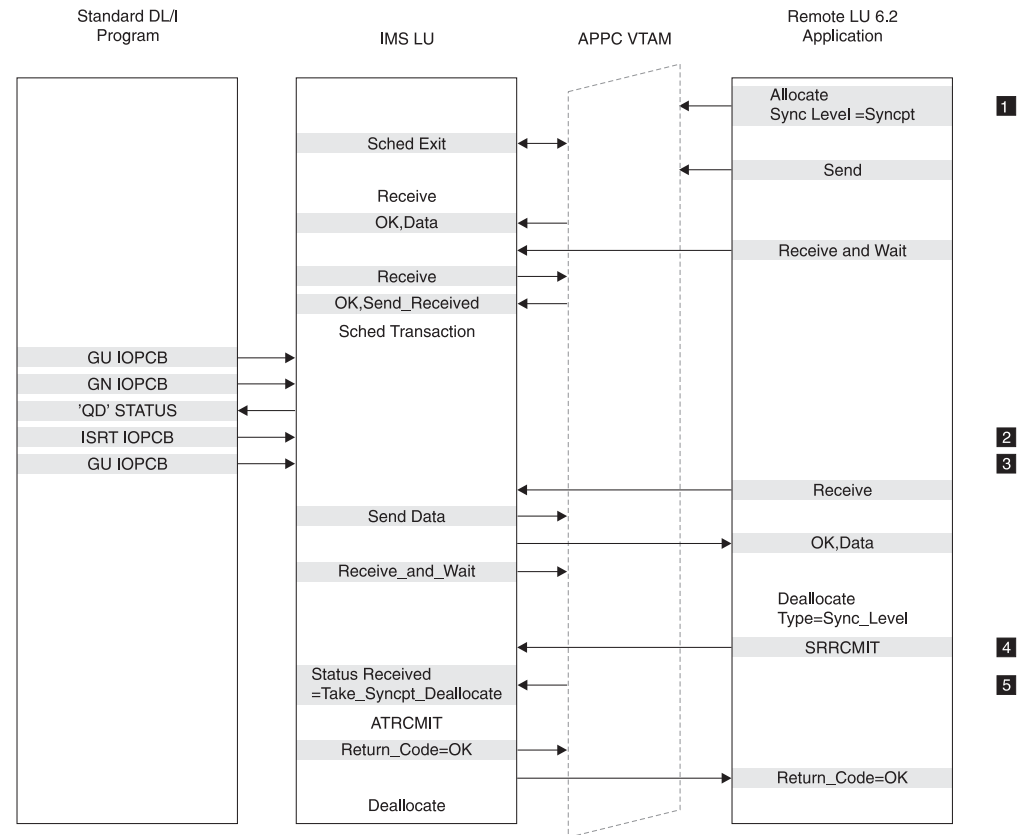 Standard DL/I
Program
IMS LU
APPC VTAM
Remote LU 6.2
Application
Allocate
Sync Level =Syncpt
1
Sched Exit
Send
Receive
OK,Data
Receive and Wait
Receive
OK,Send_Received
Sched Transaction
GU IOPCB
GN IOPCB
'QD' STATUS
ISRT IOPCB
2
GU IOPCB
3
Receive
Send Data
OK,Data
Receive_and_Wait
Deallocate
Type=Sync_Level
SRRCMIT
4
Status Received
=Take_Syncpt_Deallocate
5
ATRCMIT
Return_Code=OK
Return_Code=OK
Deallocate